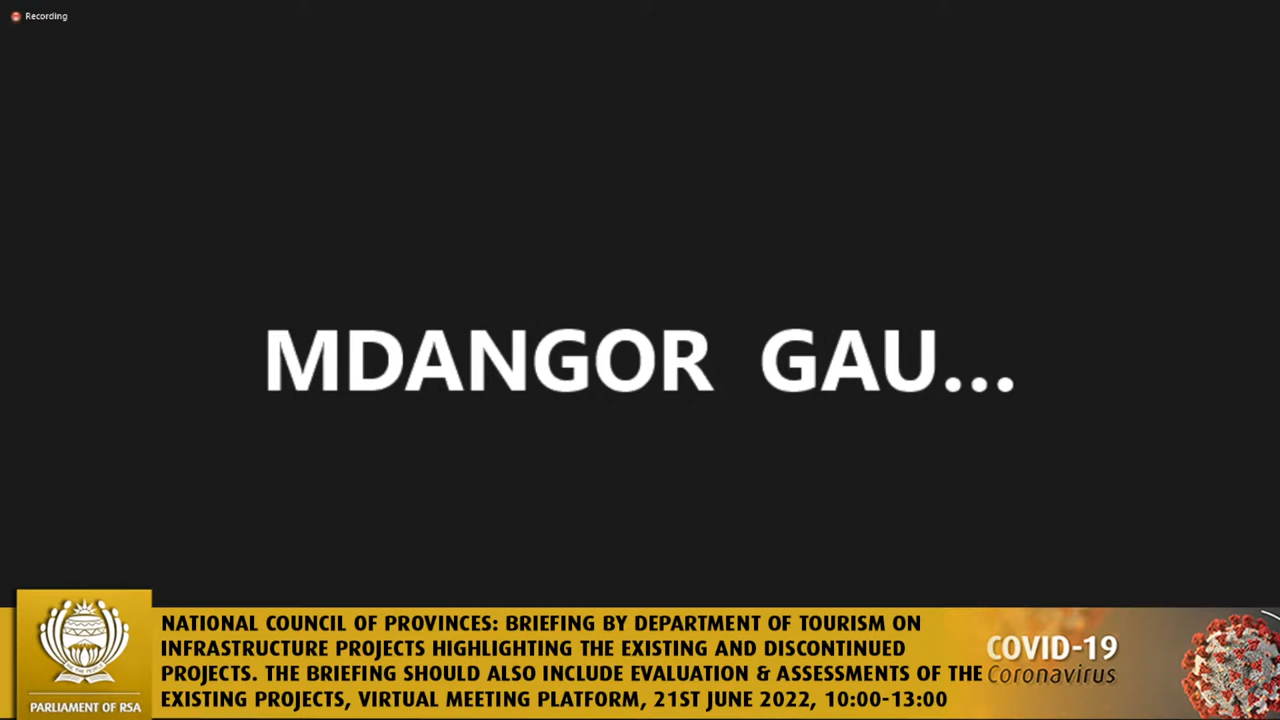 Recording
MDANGOR GAU...
NATIONAL COUNCIL OF PROVINCES: BRIEFING BY DEPARTMENT OF TOURISM ON
INFRASTRUCTURE PROJECTS HIGHLIGHTING THE EXISTING AND DISCONTINUED
PROJECTS. THE BRIEFING SHOULD ALSO INCLUDE EVALUATION & ASSESSMENTS OF THE
EXISTING PROJECTS, VIRTUAL MEETING PLATFORM, 21ST JUNE 2022, 10:00-13:00
PARLIAMENT OF RSA
COVID-19
Coronavirus